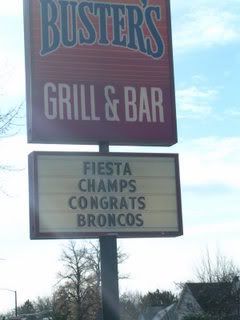 BUSTER'S
GRILL & BAR
FIESTA
CHAMPS
CONGRATS
BRONCOS